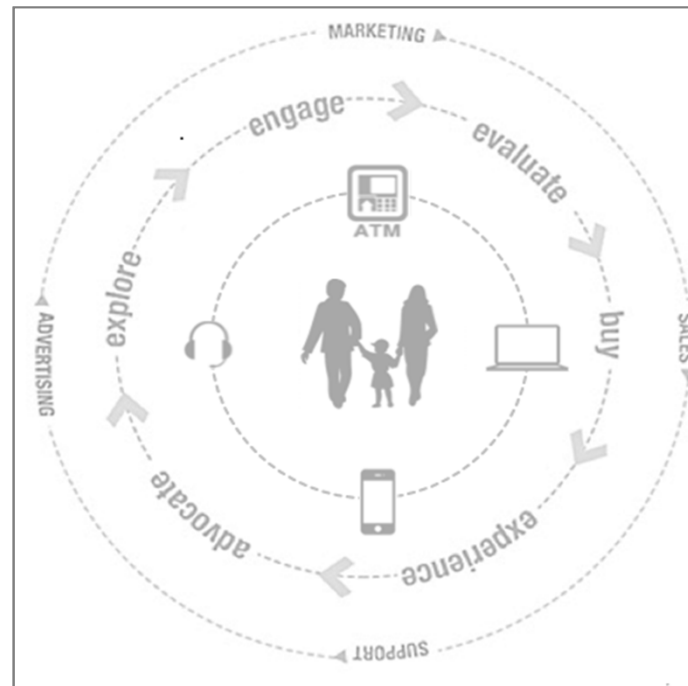 MARKETING
engage
evaluate
ATM
explore
buy
ADVERTISING
SALES
advocate
experience
SUPPORT